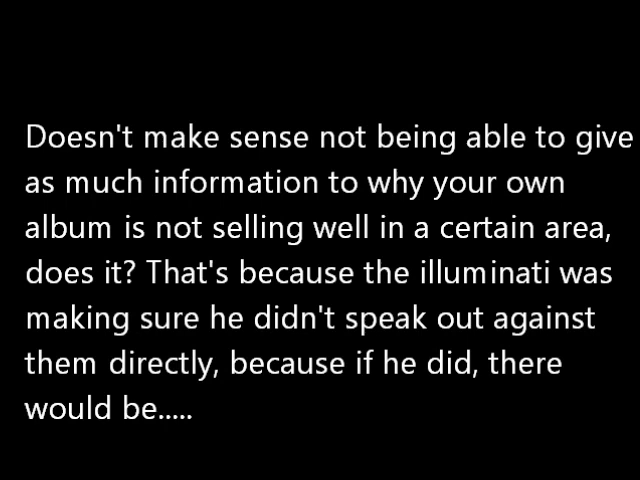 Doesn't make sense not being able to give
as much information to why your own
album is not selling well in a certain area,
does it? That's because the illuminati was
making sure he didn't speak out against
them directly, because if he did, there
would be.....